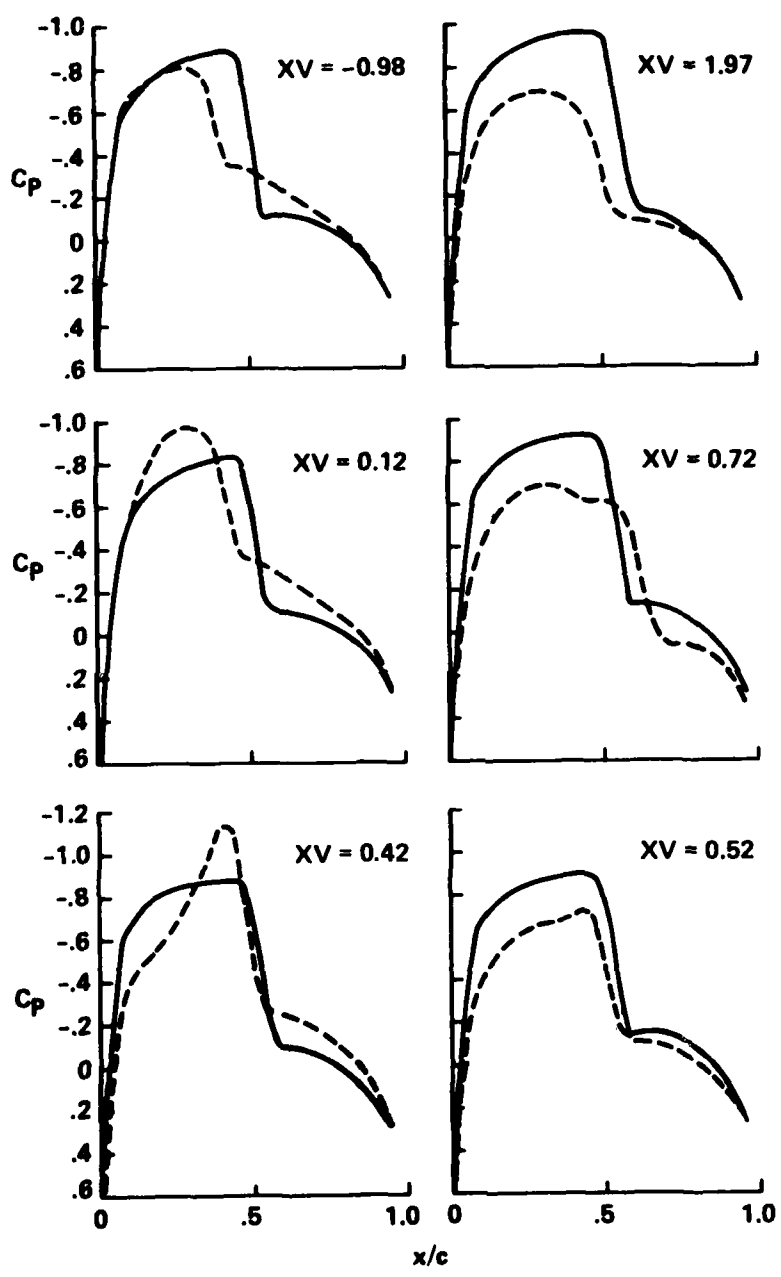 -1.0
-.8
-.6
-.4
-.2
0
.2
.4
.6
CP
XV = -0.98
XV = 1.97
-1.0
-.8
-.6
-.4
-.2
0
.2
.4
.6
CP
XV = 0.12
XV = 0.72
-1.2
-1.0
-.8
-.6
-.4
-.2
0
.2
.4
.6
CP
XV = 0.42
XV = 0.52
0 .5 1.0
0 .5 1.0
x/c